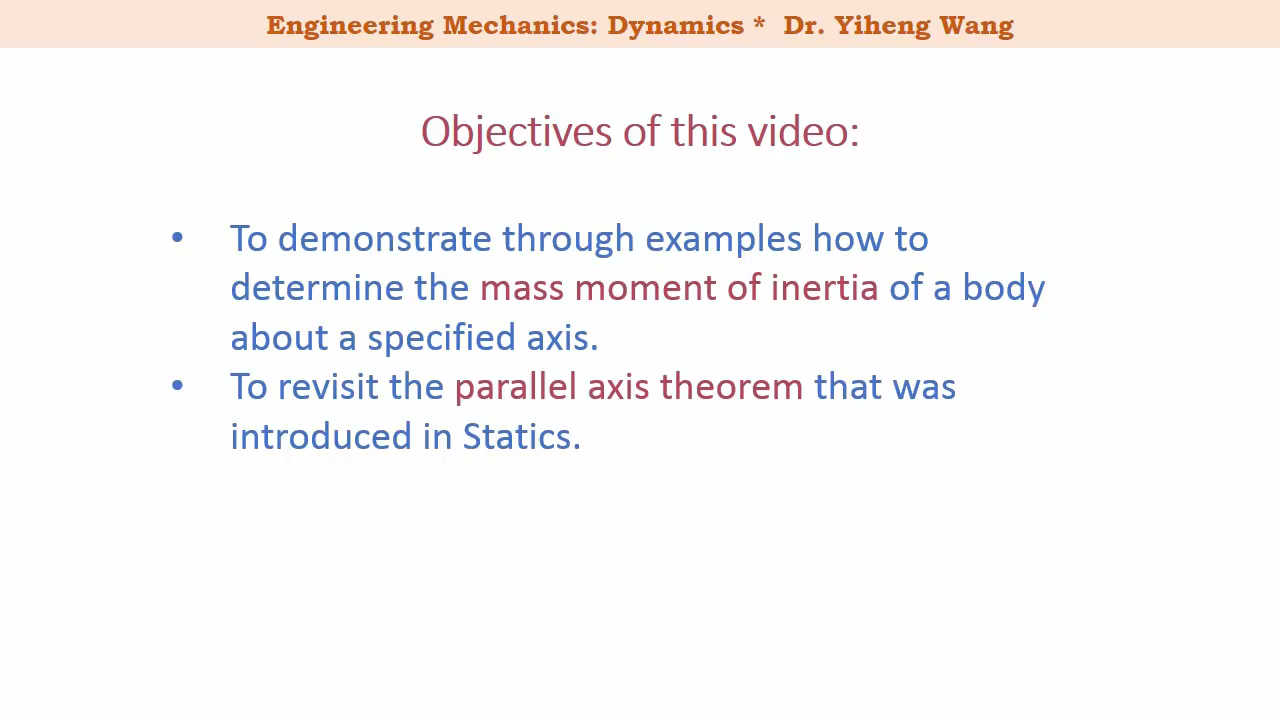 Engineering Mechanics: Dynamics * Dr. Yiheng Wang
Objectives of this video:
• To demonstrate through examples how to
determine the mass moment of inertia of a body
about a specified axis.
• To revisit the parallel axis theorem that was
introduced in Statics.